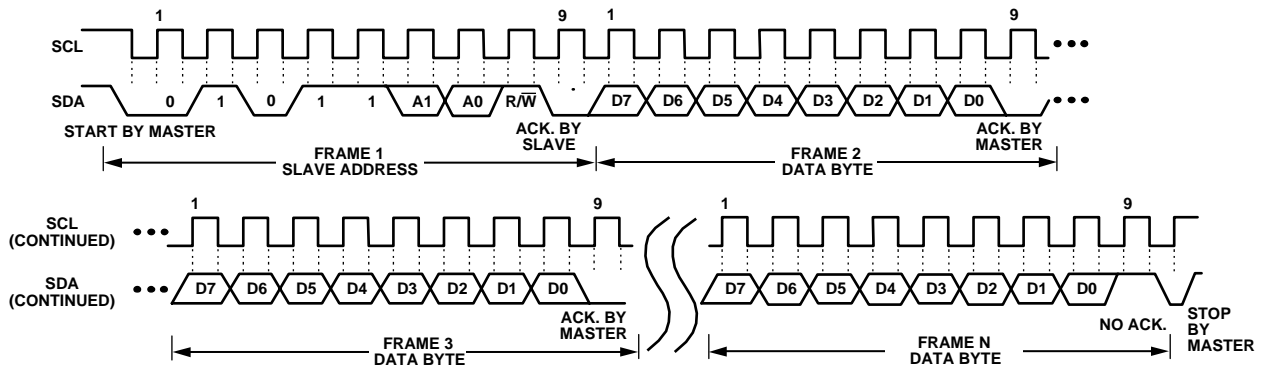 1 9 1 9
SCL
SDA 0 1 0 1 1 A1 A0 R/W̅ D7 D6 D5 D4 D3 D2 D1 D0
START BY MASTER
ACK. BY SLAVE
ACK. BY MASTER
FRAME 1
SLAVE ADDRESS
FRAME 2
DATA BYTE
1 9 1 9
SCL
(CONTINUED)
SDA
(CONTINUED)
D7 D6 D5 D4 D3 D2 D1 D0 D7 D6 D5 D4 D3 D2 D1 D0
ACK. BY
MASTER
NO ACK.
STOP
BY
MASTER
FRAME 3
DATA BYTE
FRAME N
DATA BYTE